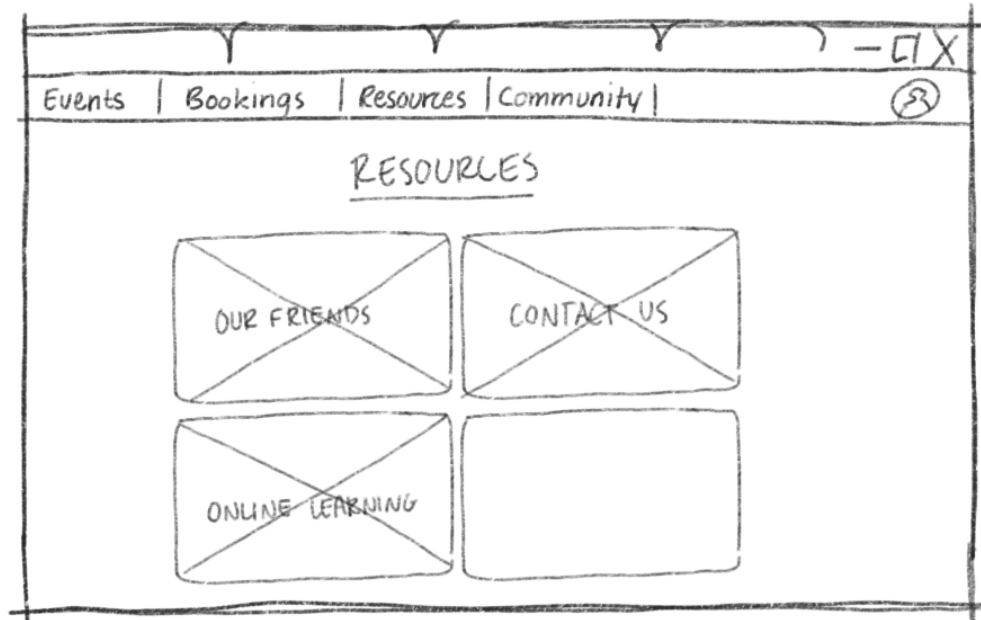 Events | Bookings | Resources | Community |
RESOURCES
OUR FRIENDS
CONTACT US
ONLINE LEARNING